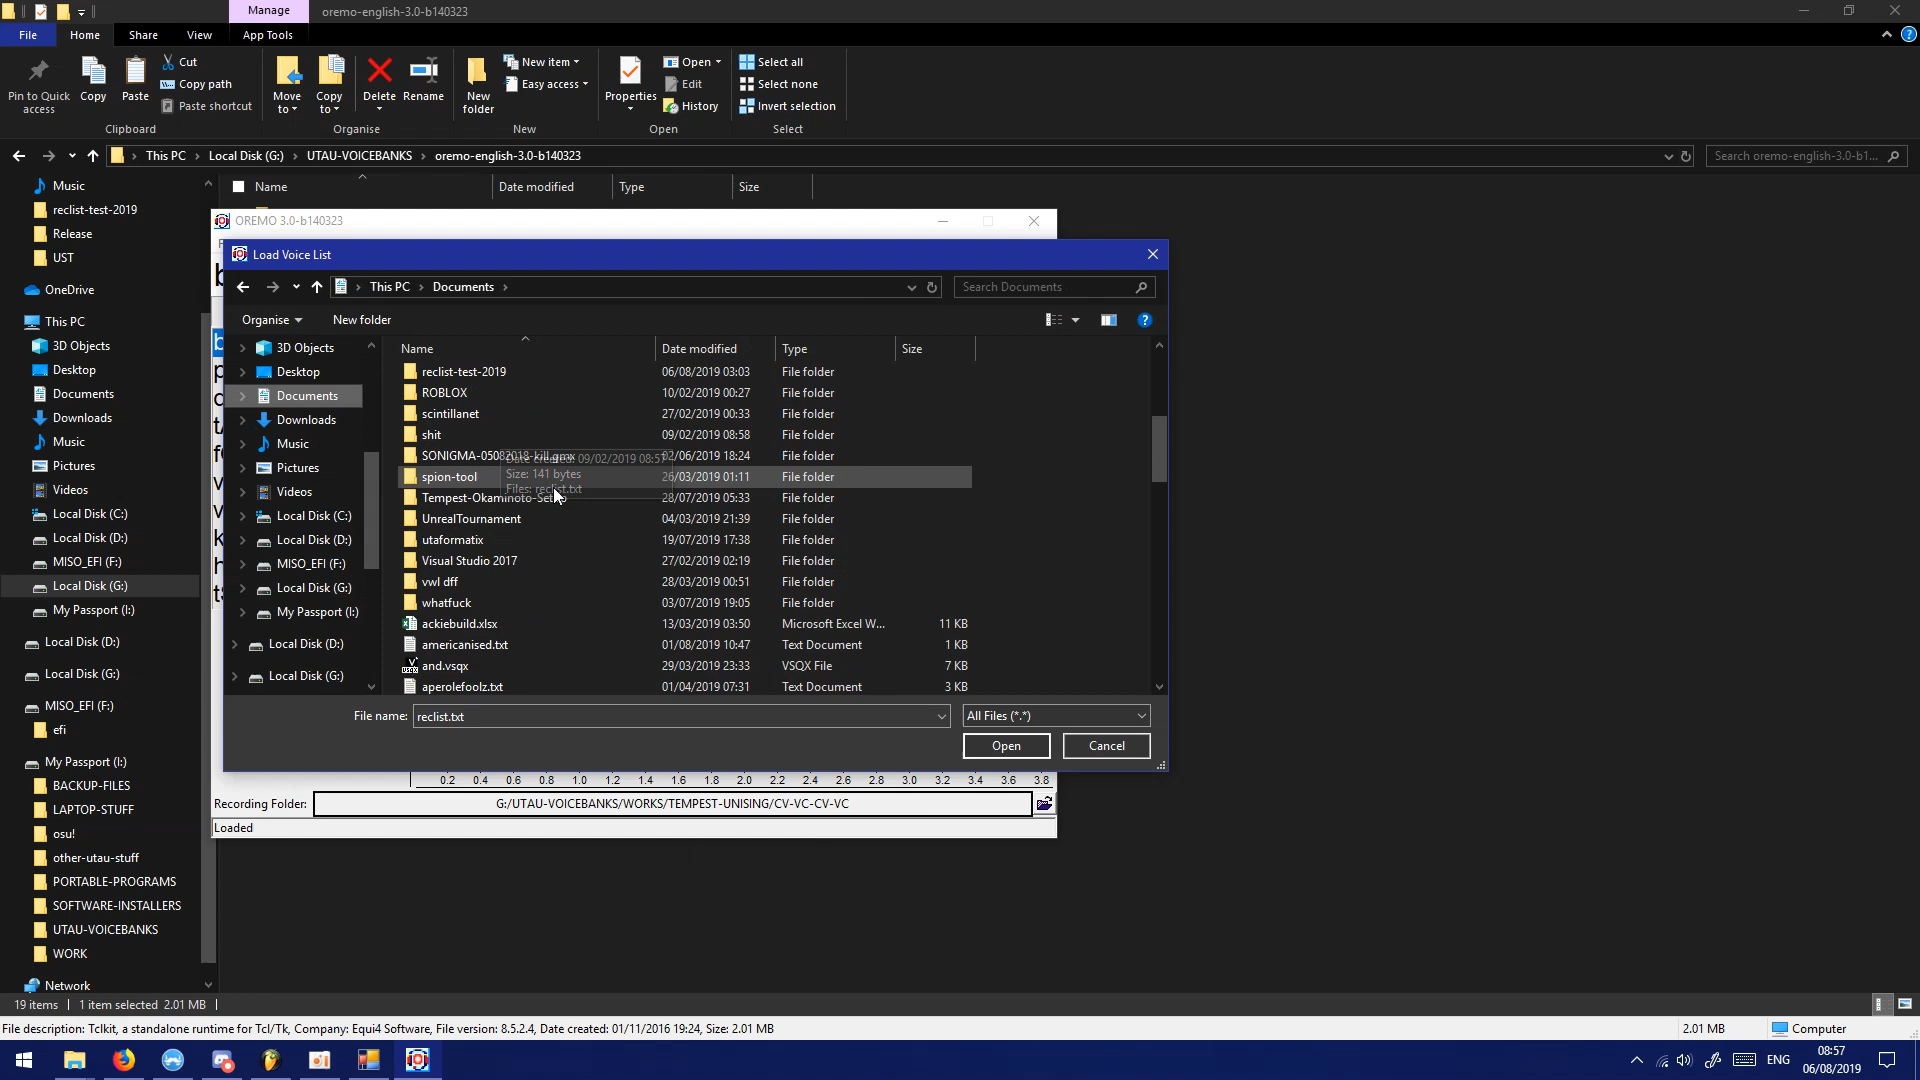 Manage
oremo-english-3.0-b140323
File
Home
Share
View
App Tools
Pin to Quick access
Copy
Paste
Cut
Copy path
Paste shortcut
Clipboard
Move to
Copy to
Delete
Rename
Organise
New folder
New item
Easy access
New
Properties
Open
Edit
History
Open
Select all
Select none
Invert selection
Select
This PC
Local Disk (G:)
UTAU-VOICEBANKS
oremo-english-3.0-b140323
Search oremo-english-3.0-b1...
Name
Date modified
Type
Size
Music
reclist-test-2019
Release
UST
OneDrive
This PC
3D Objects
Desktop
Documents
Downloads
Music
Pictures
Videos
Local Disk (C:)
Local Disk (D:)
MISO_EFI (F:)
Local Disk (G:)
My Passport (I:)
Local Disk (D:)
Local Disk (G:)
MISO_EFI (F:)
efi
My Passport (I:)
BACKUP-FILES
LAPTOP-STUFF
osu!
other-utau-stuff
PORTABLE-PROGRAMS
SOFTWARE-INSTALLERS
UTAU-VOICEBANKS
WORK
Network
OREMO 3.0-b140323
Load Voice List
This PC
Documents
Search Documents
Organise
New folder
3D Objects
Desktop
Documents
Downloads
Music
Pictures
Videos
Local Disk (C:)
Local Disk (D:)
MISO_EFI (F:)
Local Disk (G:)
My Passport (I:)
Local Disk (D:)
Local Disk (G:)
Name Date modified Type Size
reclist-test-2019 06/08/2019 03:03 File folder
ROBLOX 10/02/2019 00:27 File folder
scintillanet 27/02/2019 00:33 File folder
shit 09/02/2019 08:58 File folder
SONIGMA-05082018-kill.gmx 02/06/2019 18:24 File folder
spion-tool 26/03/2019 01:11 File folder
Tempest-Okaminoto-Setup 28/07/2019 05:33 File folder
UnrealTournament 04/03/2019 21:39 File folder
utaformatix 19/07/2019 17:38 File folder
Visual Studio 2017 27/02/2019 02:19 File folder
vwl dff 28/03/2019 00:51 File folder
whatfuck 03/07/2019 19:05 File folder
ackiebuild.xlsx 13/03/2019 03:50 Microsoft Excel W... 11 KB
americanised.txt 01/08/2019 10:47 Text Document 1 KB
and.vsqx 29/03/2019 23:33 VSQX File 7 KB
aperolefoolz.txt 01/04/2019 07:31 Text Document 3 KB
Date created: 09/02/2019 08:57
Size: 141 bytes
Files: reclist.txt
File name: reclist.txt
All Files (*.*)
Open
Cancel
0.2 0.4 0.6 0.8 1.0 1.2 1.4 1.6 1.8 2.0 2.2 2.4 2.6 2.8 3.0 3.2 3.4 3.6 3.8
Recording Folder: G:/UTAU-VOICEBANKS/WORKS/TEMPEST-UNISING/CV-VC-CV-VC
Loaded
19 items
1 item selected 2.01 MB
File description: Tclkit, a standalone runtime for Tcl/Tk, Company: Equi4 Software, File version: 8.5.2.4, Date created: 01/11/2016 19:24, Size: 2.01 MB
2.01 MB
Computer
ENG
08:57
06/08/2019